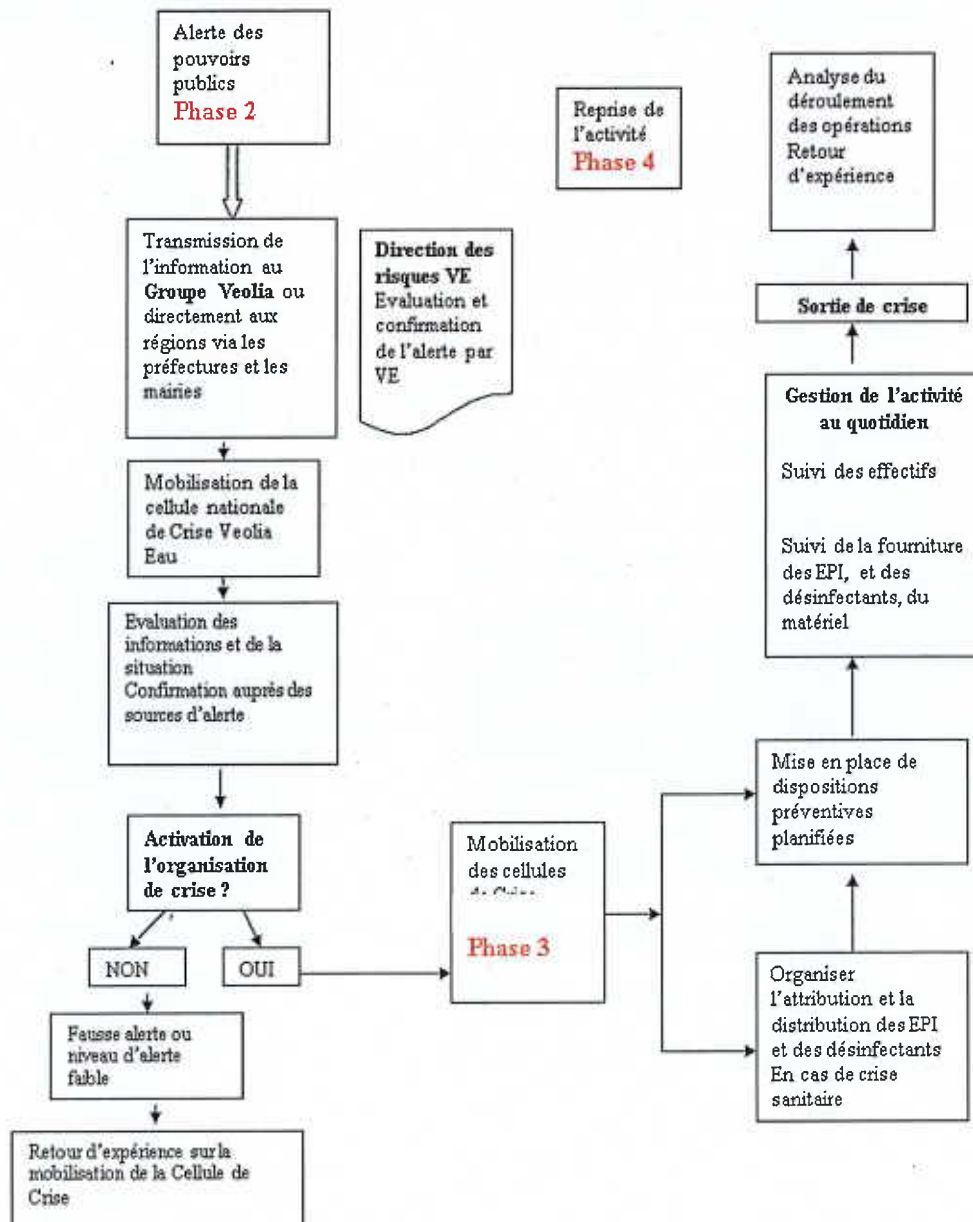 Alerte des
pouvoirs
publics
Phase 2
Transmission de
l'information au
Groupe Veolia ou
directement aux
régions via les
préfectures et les
mairies
Direction des
risques VE
Evaluation et
confirmation
de l'alerte par
VE
Mobilisation de la
cellule nationale
de Crise Veolia
Eau
Evaluation des
informations et de la
situation
Confirmation auprès des
sources d'alerte
Activation de
l'organisation
de crise ?
NON
OUI
Fausse alerte ou
niveau d'alerte
faible
Retour d'expérience sur la
mobilisation de la Cellule de
Crise
Mobilisation
des cellules
de Crise
Phase 3
Reprise de
l'activité
Phase 4
Analyse du
déroulement
des opérations
Retour
d'expérience
Sortie de crise
Gestion de l'activité
au quotidien
Suivi des effectifs
Suivi de la fourniture
des EPI, et des
désinfectants, du
matériel
Mise en place de
dispositions
préventives
planifiées
Organiser
l'attribution et la
distribution des EPI
et des désinfectants
En cas de crise
sanitaire